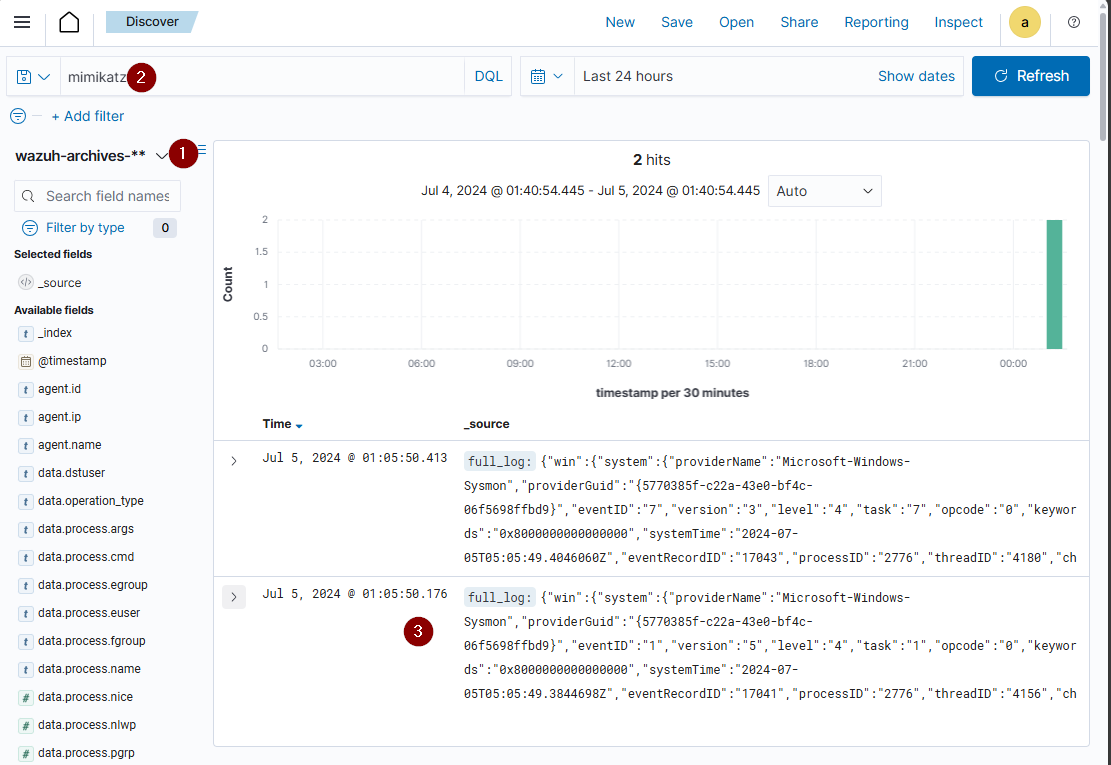 Discover
New Save Open Share Reporting Inspect a
mimikatz 2 DQL
Last 24 hours Show dates
Refresh
+ Add filter
wazuh-archives-** 1
Search field names
Filter by type 0
Selected fields
_source
Available fields
t _index
@timestamp
t agent.id
t agent.ip
t agent.name
t data.dstuser
t data.operation_type
t data.process.args
t data.process.cmd
t data.process.egroup
t data.process.euser
t data.process.fgroup
t data.process.name
# data.process.nice
# data.process.nlwp
# data.process.pgrp
2 hits
Jul 4, 2024 @ 01:40:54.445 - Jul 5, 2024 @ 01:40:54.445 Auto
Count
2
1.5
1
0.5
0
03:00 06:00 09:00 12:00 15:00 18:00 21:00 00:00
timestamp per 30 minutes
Time _source
Jul 5, 2024 @ 01:05:50.413 full_log: {"win":{"system":{"providerName":"Microsoft-Windows-
Sysmon","providerGuid":"{5770385f-c22a-43e0-bf4c-
06f5698ffbd9}","eventID":"7","version":"3","level":"4","task":"7","opcode":"0","keywor
ds":"0x8000000000000000","systemTime":"2024-07-
05T05:05:49.4046060Z","eventRecordID":"17043","processID":"2776","threadID":"4180","ch
Jul 5, 2024 @ 01:05:50.176 full_log: {"win":{"system":{"providerName":"Microsoft-Windows-
Sysmon","providerGuid":"{5770385f-c22a-43e0-bf4c-
3
06f5698ffbd9}","eventID":"1","version":"5","level":"4","task":"1","opcode":"0","keywor
ds":"0x8000000000000000","systemTime":"2024-07-
05T05:05:49.3844698Z","eventRecordID":"17041","processID":"2776","threadID":"4156","ch